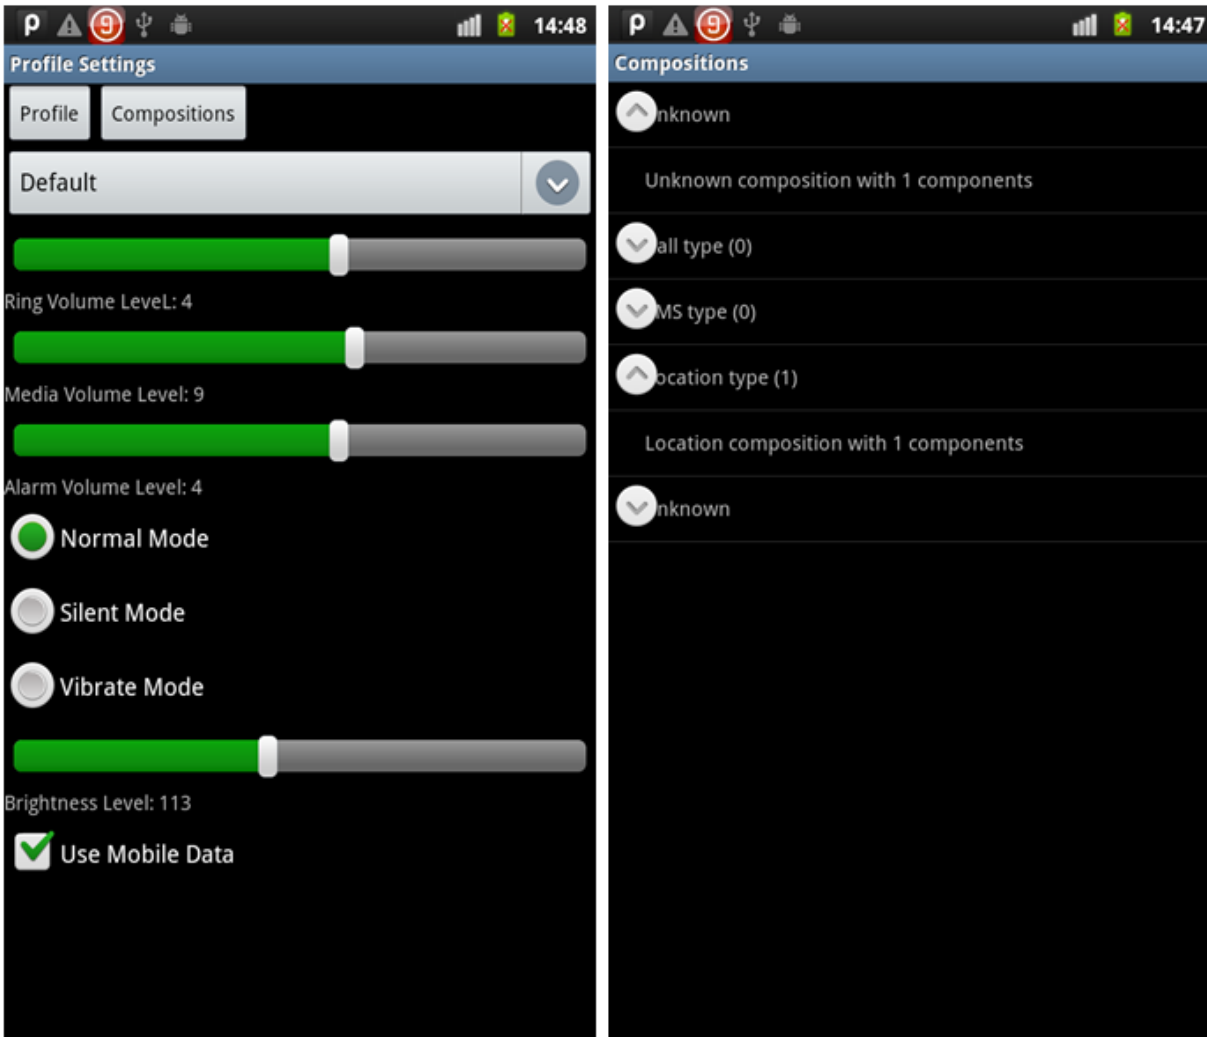 14:48
Profile Settings
Profile Compositions
Default
Ring Volume LeveL: 4
Media Volume Level: 9
Alarm Volume Level: 4
Normal Mode
Silent Mode
Vibrate Mode
Brightness Level: 113
Use Mobile Data
14:47
Compositions
nknown
Unknown composition with 1 components
all type (0)
MS type (0)
ocation type (1)
Location composition with 1 components
nknown